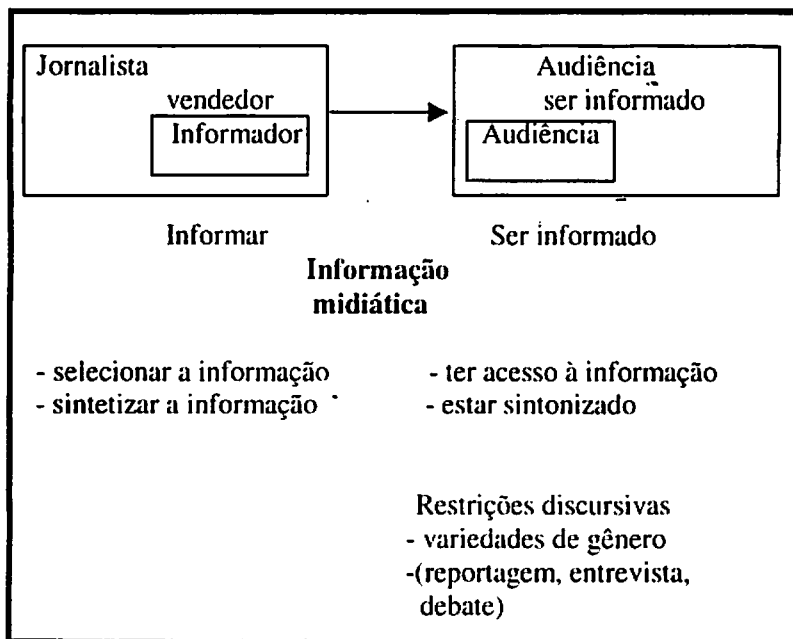 Jornalista
vendedor
Informador
Audiência
ser informado
Audiência
Informar
Ser informado
Informação
midiática
- selecionar a informação
- sintetizar a informação
- ter acesso à informação
- estar sintonizado
Restrições discursivas
- variedades de gênero
-(reportagem, entrevista,
debate)